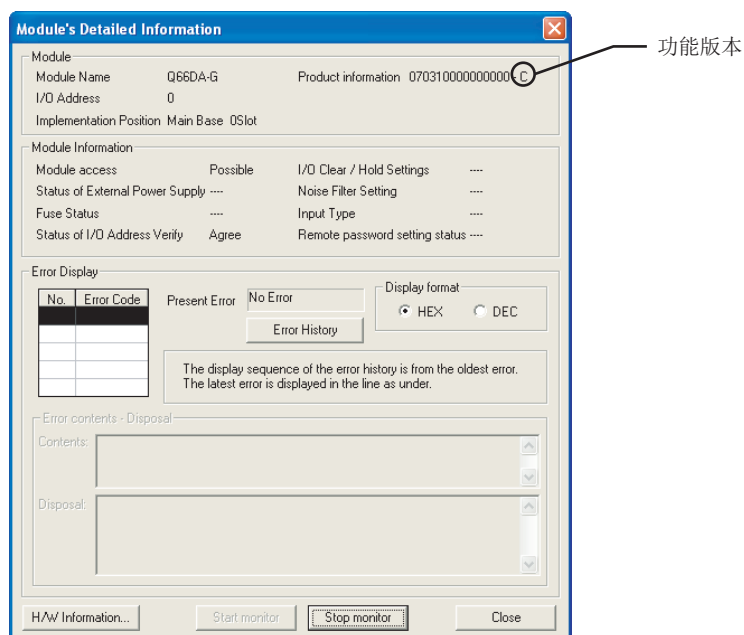 Module's Detailed Information
功能版本
Module
Module Name Q66DA-G Product information 070310000000000 - C
I/O Address 0
Implementation Position Main Base 0Slot
Module Information
Module access Possible I/O Clear / Hold Settings ----
Status of External Power Supply ---- Noise Filter Setting ----
Fuse Status ---- Input Type ----
Status of I/O Address Verify Agree Remote password setting status ----
Error Display
No. Error Code
Present Error No Error
Error History
Display format
HEX DEC
The display sequence of the error history is from the oldest error.
The latest error is displayed in the line as under.
Error contents - Disposal
Contents:
Disposal:
H/W Information... Start monitor Stop monitor Close